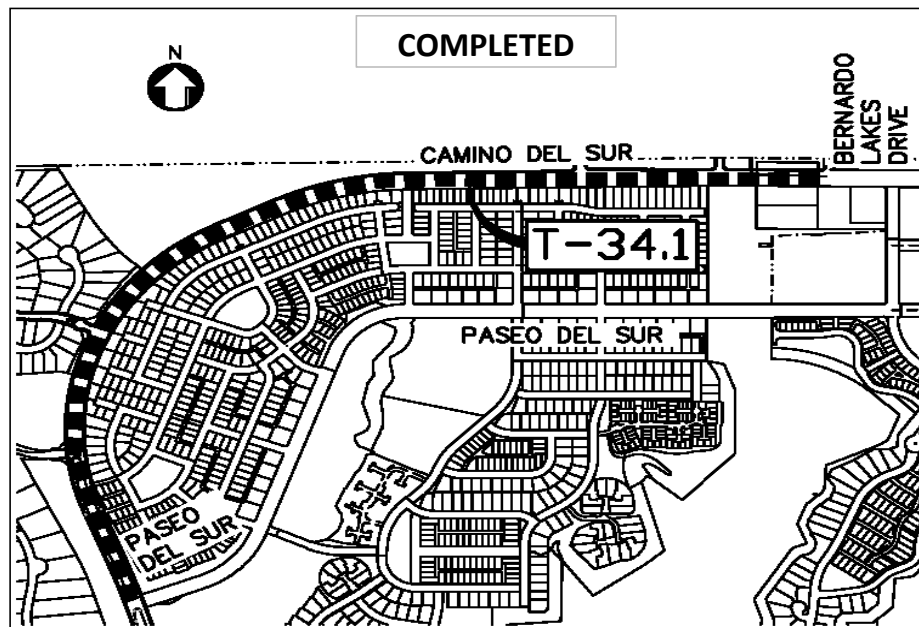 COMPLETED
N
CAMINO DEL SUR
BERNARDO
LAKES
DRIVE
T-34.1
PASEO DEL SUR
PASEO
DEL SUR